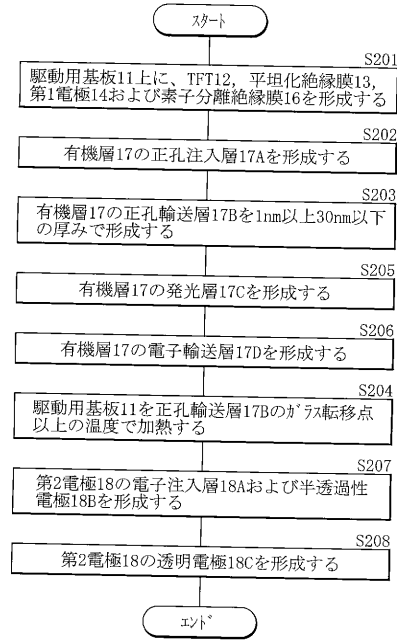 スタート
S201
駆動用基板11上に、TFT12, 平坦化絶縁膜13,
第1電極14および素子分離絶縁膜16を形成する
S202
有機層17の正孔注入層17Aを形成する
S203
有機層17の正孔輸送層17Bを1nm以上30nm以下
の厚みで形成する
S205
有機層17の発光層17Cを形成する
S206
有機層17の電子輸送層17Dを形成する
S204
駆動用基板11を正孔輸送層17Bのガラス転移点
以上の温度で加熱する
S207
第2電極18の電子注入層18Aおよび半透過性
電極18Bを形成する
S208
第2電極18の透明電極18Cを形成する
エンド